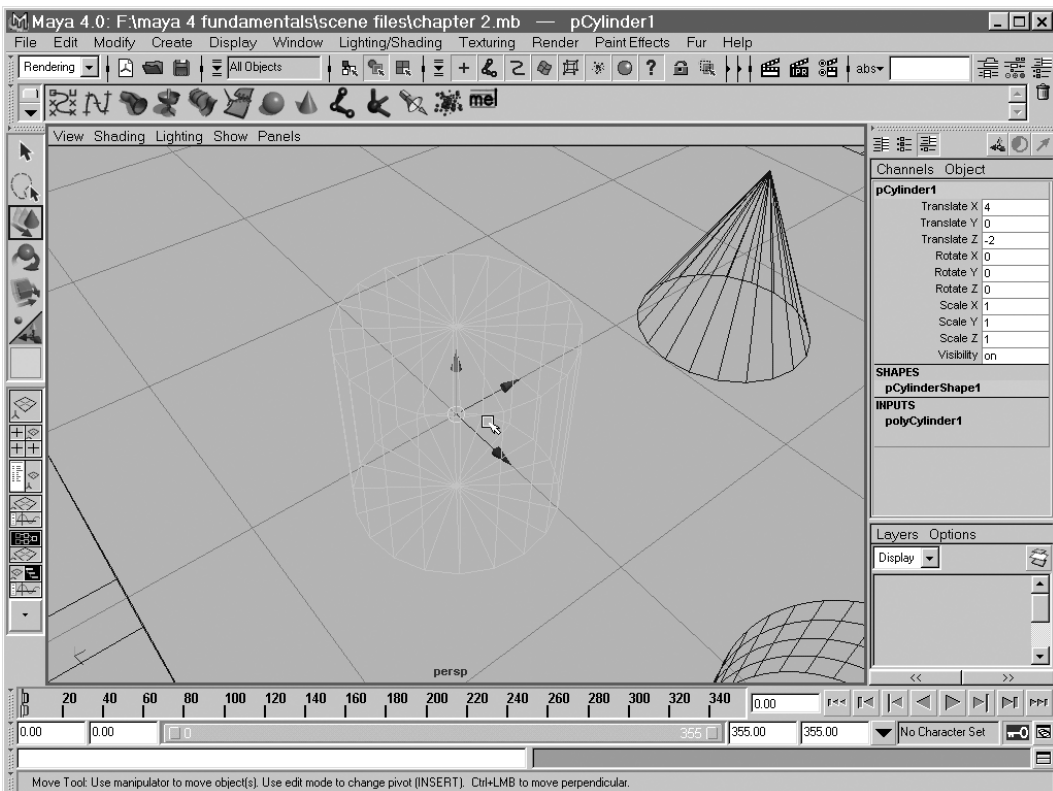 Maya 4.0: F:\maya 4 fundamentals\scene files\chapter 2.mb — pCylinder1
File Edit Modify Create Display Window Lighting/Shading Texturing Render Paint Effects Fur Help
Rendering All Objects ? IPR abs
mel
View Shading Lighting Show Panels
Channels Object
pCylinder1
Translate X 4
Translate Y 0
Translate Z -2
Rotate X 0
Rotate Y 0
Rotate Z 0
Scale X 1
Scale Y 1
Scale Z 1
Visibility on
SHAPES
pCylinderShape1
INPUTS
polyCylinder1
Layers Options
Display
persp
<< >>
0 20 40 60 80 100 120 140 160 180 200 220 240 260 280 300 320 340 0.00
0.00 0.00 0 355 355.00 355.00 No Character Set
Move Tool: Use manipulator to move object(s). Use edit mode to change pivot (INSERT). Ctrl+LMB to move perpendicular.